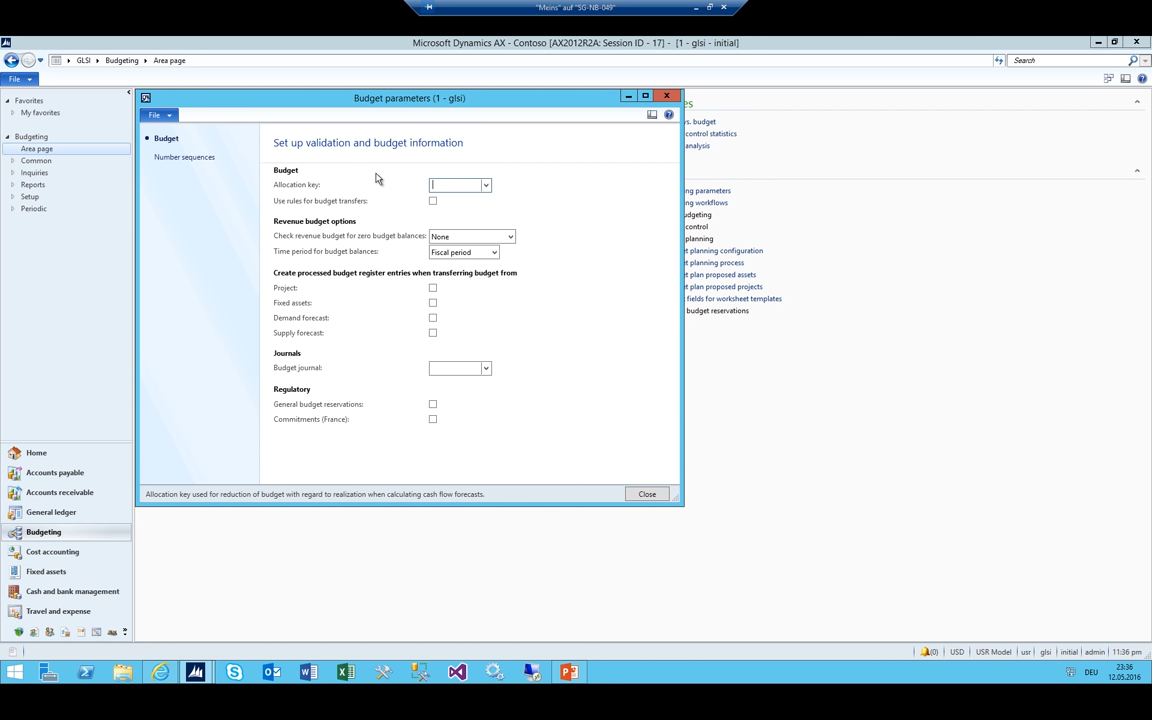 "Meins" auf "SG-NB-049"
Microsoft Dynamics AX - Contoso [AX2012R2A: Session ID - 17] - [1 - glsi - initial]
GLSI Budgeting Area page
Search
File
Favorites
My favorites
Budgeting
Area page
Common
Inquiries
Reports
Setup
Periodic
Home
Accounts payable
Accounts receivable
General ledger
Budgeting
Cost accounting
Fixed assets
Cash and bank management
Travel and expense
Budget parameters (1 - glsi)
File
Budget
Number sequences
Set up validation and budget information
Budget
Allocation key:
Use rules for budget transfers:
Revenue budget options
Check revenue budget for zero budget balances: None
Time period for budget balances: Fiscal period
Create processed budget register entries when transferring budget from
Project:
Fixed assets:
Demand forecast:
Supply forecast:
Journals
Budget journal:
Regulatory
General budget reservations:
Commitments (France):
Allocation key used for reduction of budget with regard to realization when calculating cash flow forecasts.
Close
es
vs. budget
control statistics
analysis
ng parameters
ng workflows
udgeting
control
planning
t planning configuration
t planning process
t plan proposed assets
t plan proposed projects
fields for worksheet templates
budget reservations
(0) USD USR Model usr glsi initial admin 11:36 pm
DEU
23:36
12.05.2016